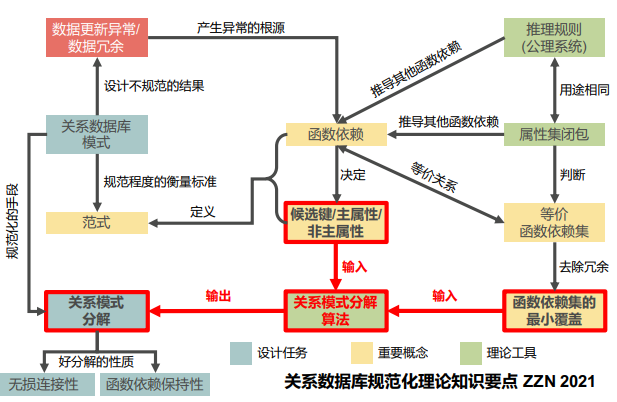 数据更新异常/
数据冗余
产生异常的根源
推理规则
(公理系统)
推导其他函数依赖
设计不规范的结果
用途相同
关系数据库
模式
函数依赖
推导其他函数依赖
属性集闭包
规范化的手段
规范程度的衡量标准
决定
等价关系
判断
范式
定义
候选键/主属性/
非主属性
等价
函数依赖集
输入
去除冗余
关系模式
分解
输出
关系模式分解
算法
输入
函数依赖集的
最小覆盖
好分解的性质
设计任务
重要概念
理论工具
无损连接性
函数依赖保持性
关系数据库规范化理论知识要点 ZZN 2021